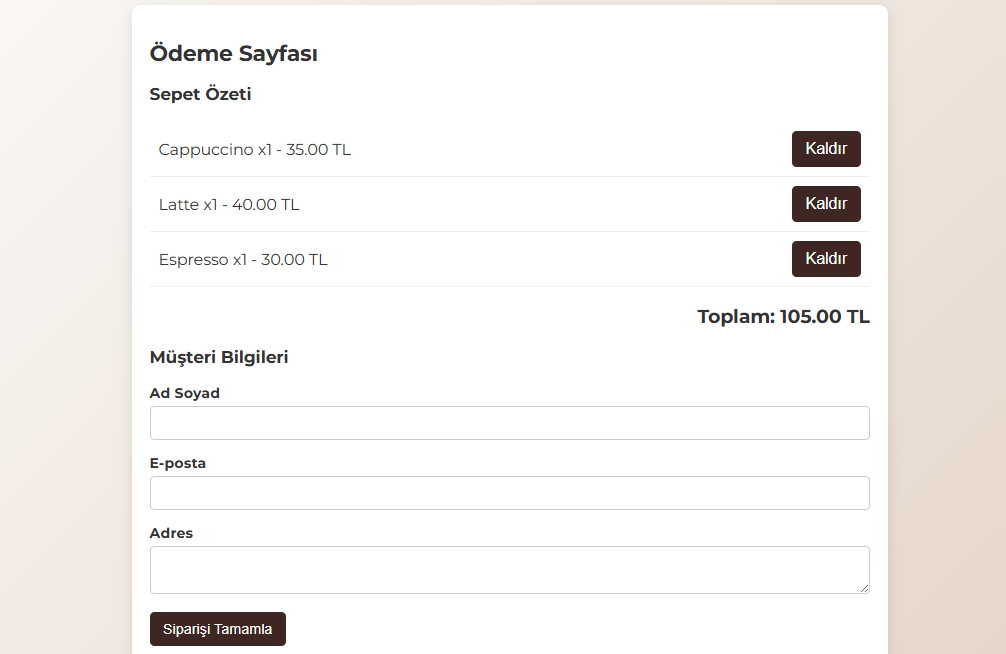 Ödeme Sayfası
Sepet Özeti
Cappuccino x1 - 35.00 TL Kaldır
Latte x1 - 40.00 TL Kaldır
Espresso x1 - 30.00 TL Kaldır
Toplam: 105.00 TL
Müşteri Bilgileri
Ad Soyad
E-posta
Adres
Siparişi Tamamla